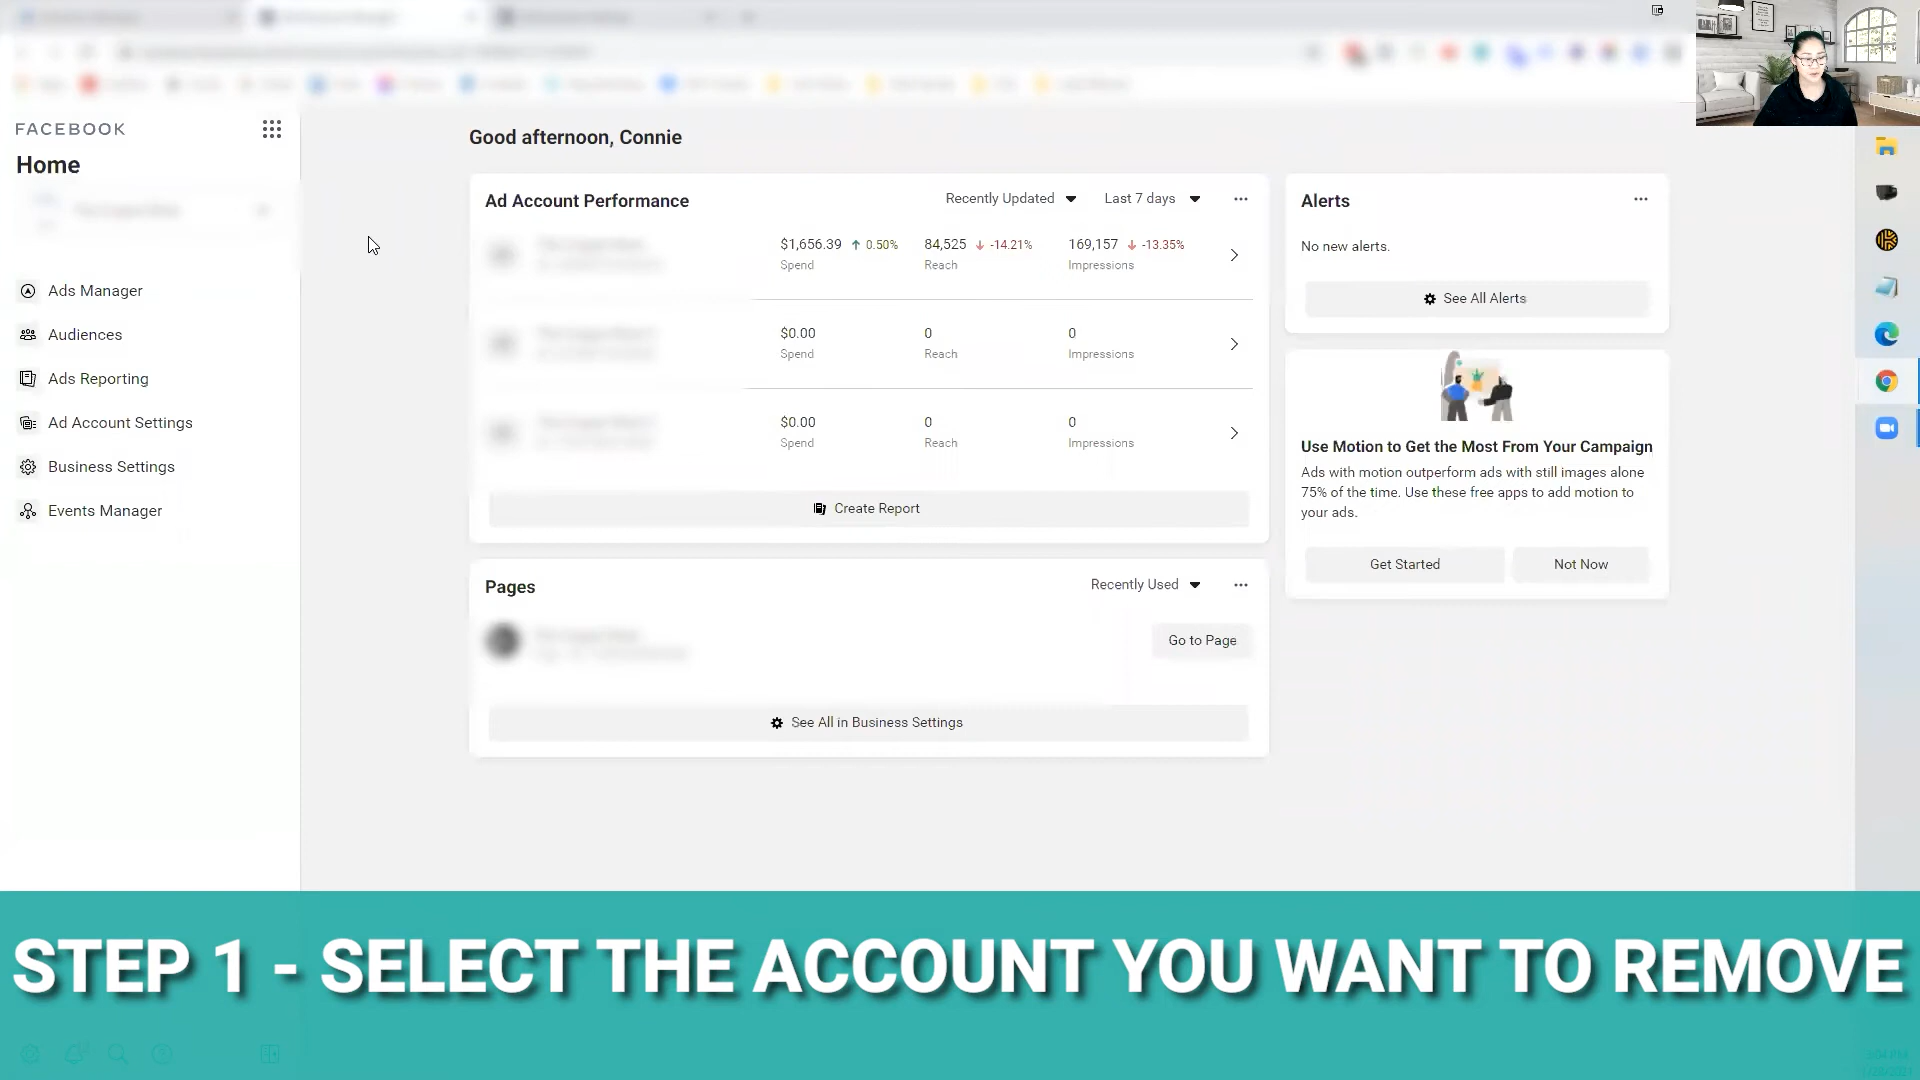 FACEBOOK
Home
Ads Manager
Audiences
Ads Reporting
Ad Account Settings
Business Settings
Events Manager
Good afternoon, Connie
Ad Account Performance
Recently Updated
Last 7 days
$1,656.39 ↑ 0.50%
Spend
84,525 ↓ -14.21%
Reach
169,157 ↓ -13.35%
Impressions
$0.00
Spend
0
Reach
0
Impressions
$0.00
Spend
0
Reach
0
Impressions
Create Report
Pages
Recently Used
Go to Page
See All in Business Settings
Alerts
No new alerts.
See All Alerts
Use Motion to Get the Most From Your Campaign
Ads with motion outperform ads with still images alone
75% of the time. Use these free apps to add motion to
your ads.
Get Started
Not Now
STEP 1 - SELECT THE ACCOUNT YOU WANT TO REMOVE